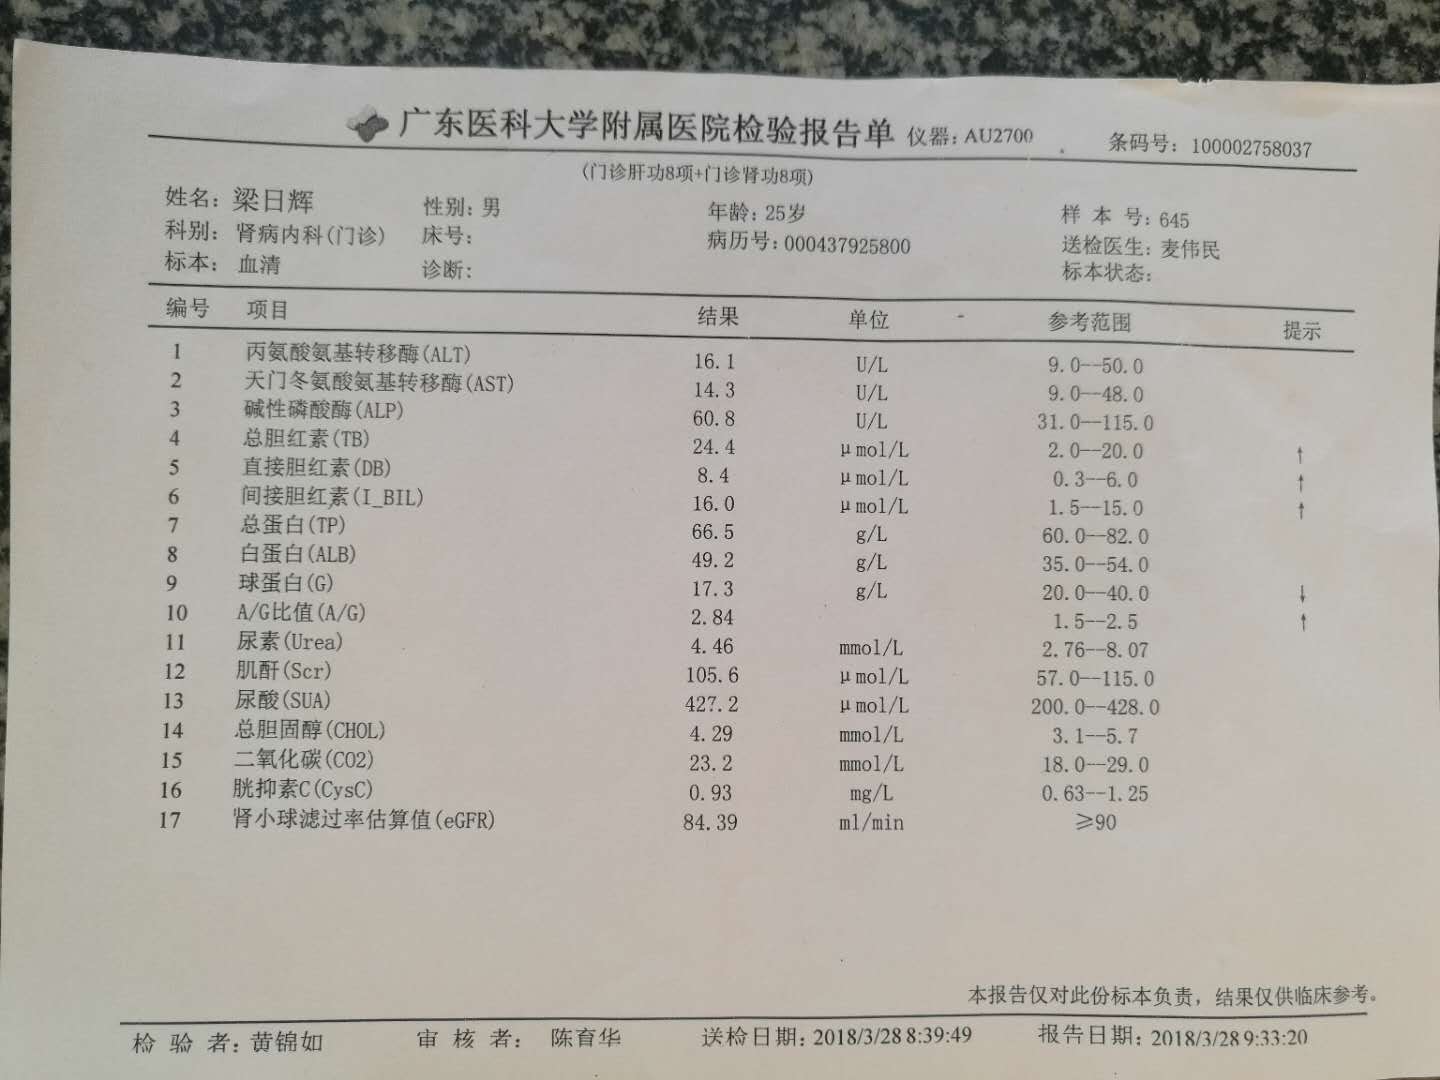 广东医科大学附属医院检验报告单 仪器: AU2700 条码号: 100002758037
(门诊肝功8项+门诊肾功8项)
姓名: 梁日辉 性别: 男 年龄: 25岁 样 本 号: 645
科别: 肾病内科(门诊) 床号: 病历号: 000437925800 送检医生: 麦伟民
标本: 血清 诊断: 标本状态:
编号 项目 结果 单位 参考范围 提示
1 丙氨酸氨基转移酶(ALT) 16.1 U/L 9.0--50.0
2 天门冬氨酸氨基转移酶(AST) 14.3 U/L 9.0--48.0
3 碱性磷酸酶(ALP) 60.8 U/L 31.0--115.0
4 总胆红素(TB) 24.4 μmol/L 2.0--20.0 ↑
5 直接胆红素(DB) 8.4 μmol/L 0.3--6.0 ↑
6 间接胆红素(I_BIL) 16.0 μmol/L 1.5--15.0 ↑
7 总蛋白(TP) 66.5 g/L 60.0--82.0
8 白蛋白(ALB) 49.2 g/L 35.0--54.0
9 球蛋白(G) 17.3 g/L 20.0--40.0 ↓
10 A/G比值(A/G) 2.84 1.5--2.5 ↑
11 尿素(Urea) 4.46 mmol/L 2.76--8.07
12 肌酐(Scr) 105.6 μmol/L 57.0--115.0
13 尿酸(SUA) 427.2 μmol/L 200.0--428.0
14 总胆固醇(CHOL) 4.29 mmol/L 3.1--5.7
15 二氧化碳(CO2) 23.2 mmol/L 18.0--29.0
16 胱抑素C(CysC) 0.93 mg/L 0.63--1.25
17 肾小球滤过率估算值(eGFR) 84.39 ml/min ≥90
本报告仅对此份标本负责，结果仅供临床参考。
检 验 者: 黄锦如 审 核 者: 陈育华 送检日期: 2018/3/28 8:39:49 报告日期: 2018/3/28 9:33:20